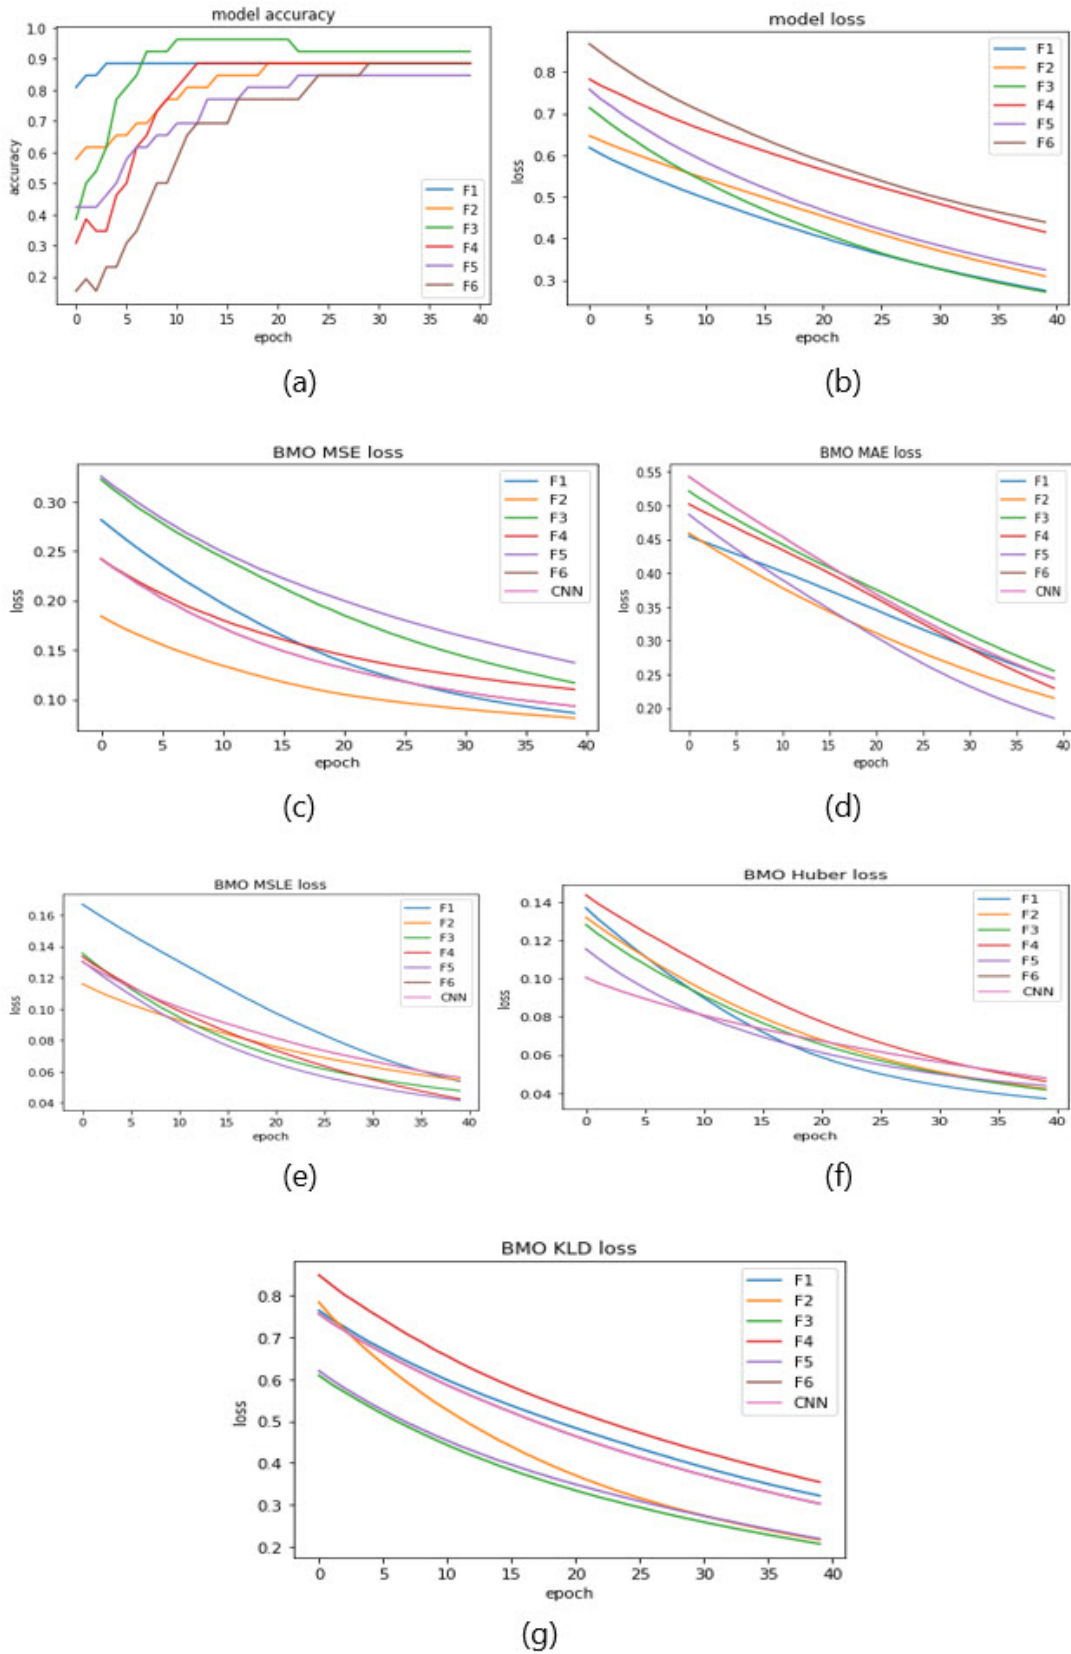 model accuracy
1.0
0.9
0.8
0.7
0.6
0.5
0.4
0.3
0.2
accuracy
F1
F2
F3
F4
F5
F6
0 5 10 15 20 25 30 35 40
epoch
(a)
model loss
0.8
0.7
0.6
0.5
0.4
0.3
loss
F1
F2
F3
F4
F5
F6
0 5 10 15 20 25 30 35 40
epoch
(b)
BMO MSE loss
0.30
0.25
0.20
0.15
0.10
loss
F1
F2
F3
F4
F5
F6
CNN
0 5 10 15 20 25 30 35 40
epoch
(c)
BMO MAE loss
0.55
0.50
0.45
0.40
0.35
0.30
0.25
0.20
loss
F1
F2
F3
F4
F5
F6
CNN
0 5 10 15 20 25 30 35 40
epoch
(d)
BMO MSLE loss
0.16
0.14
0.12
0.10
0.08
0.06
0.04
loss
F1
F2
F3
F4
F5
F6
CNN
0 5 10 15 20 25 30 35 40
epoch
(e)
BMO Huber loss
0.14
0.12
0.10
0.08
0.06
0.04
loss
F1
F2
F3
F4
F5
F6
CNN
0 5 10 15 20 25 30 35 40
epoch
(f)
BMO KLD loss
0.8
0.7
0.6
0.5
0.4
0.3
0.2
loss
F1
F2
F3
F4
F5
F6
CNN
0 5 10 15 20 25 30 35 40
epoch
(g)